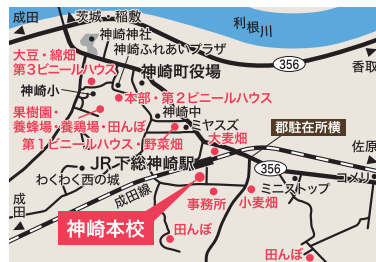 成田
茨城・稲敷
利根川
神崎神社
神崎ふれあいプラザ
大豆・綿畑
第3ビニールハウス
神崎町役場
356
香取
神崎小
本部・第2ビニールハウス
果樹園・
養蜂場・養鶏場・田んぼ
神崎中
ミヤスズ
郡駐在所横
第1ビニールハウス・野菜畑
大麦畑
佐原
JR下総神崎駅
356
わくわく西の城
ミニストップ
コメリ
成田
成田線
事務所
小麦畑
神崎本校
田んぼ
田んぼ